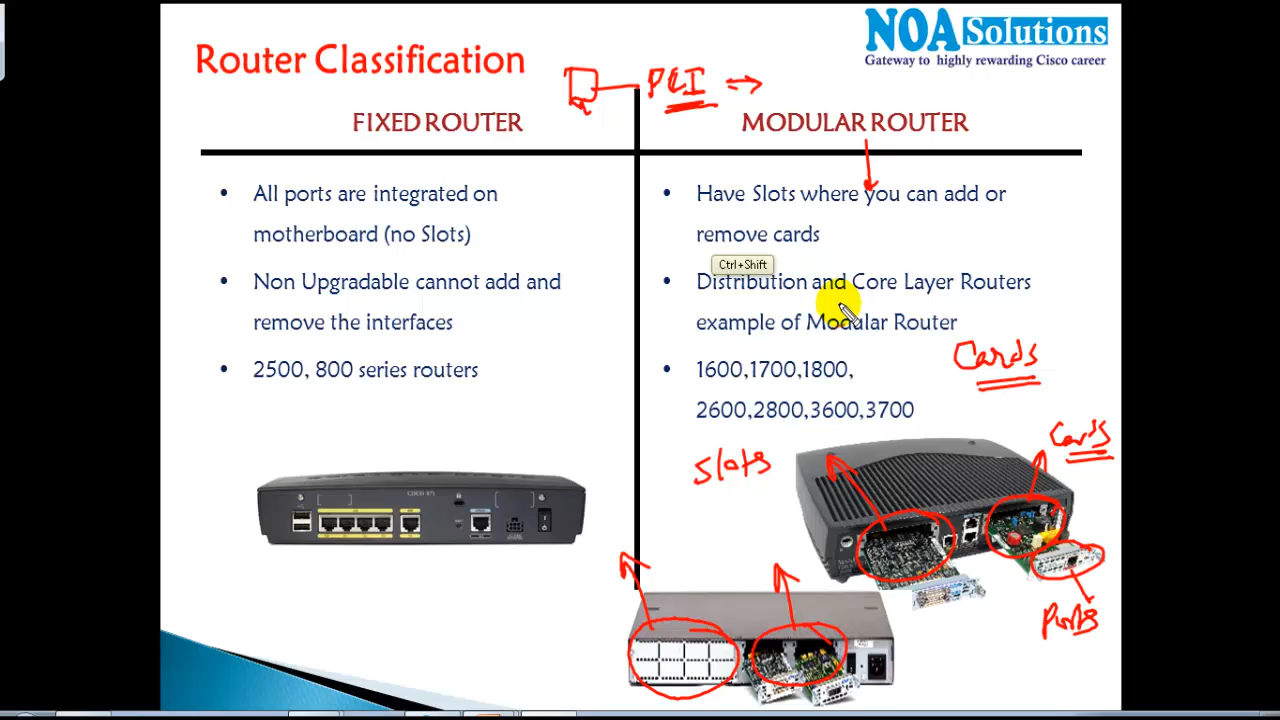 NOA Solutions
Gateway to highly rewarding Cisco career
Router Classification
PCI
FIXED ROUTER
MODULAR ROUTER
• All ports are integrated on
motherboard (no Slots)
• Non Upgradable cannot add and
remove the interfaces
• 2500, 800 series routers
• Have Slots where you can add or
remove cards
Ctrl+Shift
• Distribution and Core Layer Routers
example of Modular Router
• 1600,1700,1800,
2600,2800,3600,3700
Cards
Cards
Slots
Ports